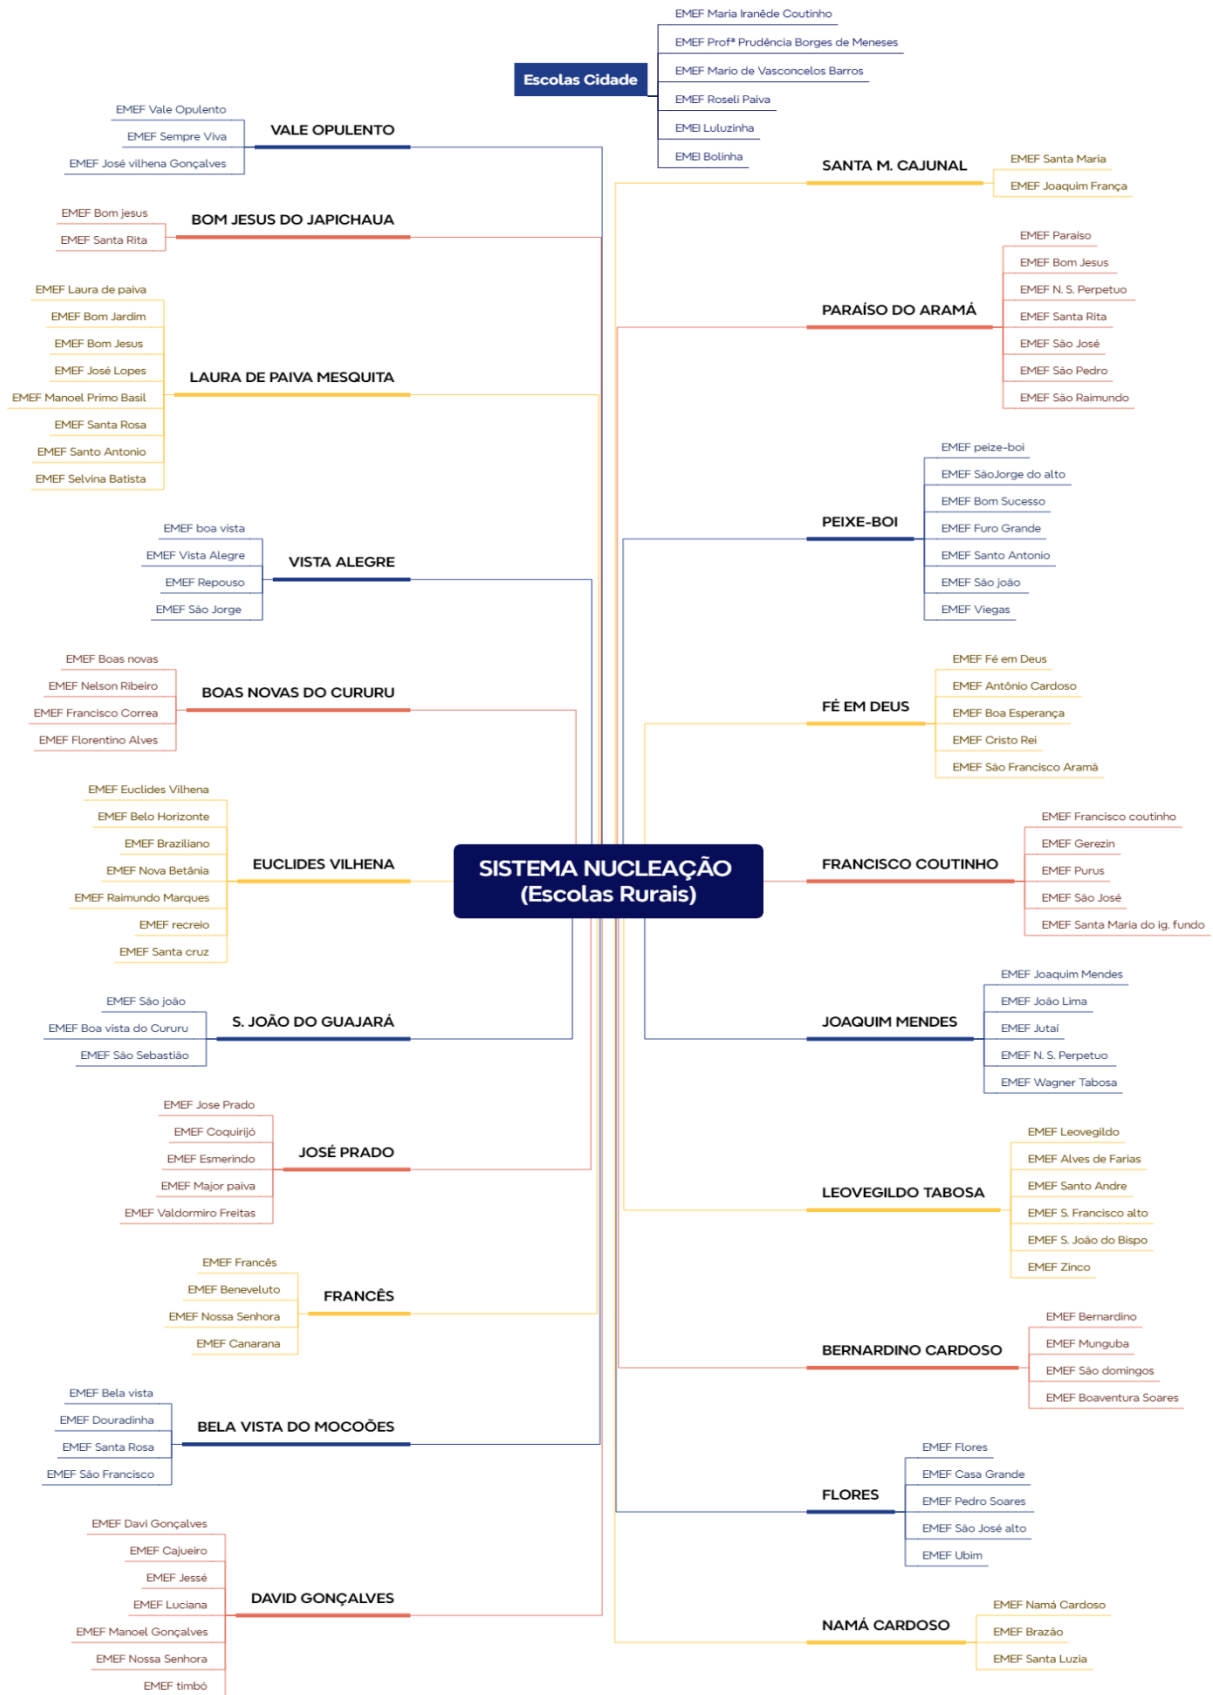 Escolas Cidade
EMEF Maria Iranêde Coutinho
EMEF Profª Prudência Borges de Meneses
EMEF Mario de Vasconcelos Barros
EMEF Roseli Paiva
EMEI Luluzinha
EMEI Bolinha
SISTEMA NUCLEAÇÃO
(Escolas Rurais)
VALE OPULENTO
EMEF Vale Opulento
EMEF Sempre Viva
EMEF José vilhena Gonçalves
BOM JESUS DO JAPICHAUA
EMEF Bom jesus
EMEF Santa Rita
LAURA DE PAIVA MESQUITA
EMEF Laura de paiva
EMEF Bom Jardim
EMEF Bom Jesus
EMEF José Lopes
EMEF Manoel Primo Basil
EMEF Santa Rosa
EMEF Santo Antonio
EMEF Selvina Batista
VISTA ALEGRE
EMEF boa vista
EMEF Vista Alegre
EMEF Repouso
EMEF São Jorge
BOAS NOVAS DO CURURU
EMEF Boas novas
EMEF Nelson Ribeiro
EMEF Francisco Correa
EMEF Florentino Alves
EUCLIDES VILHENA
EMEF Euclides Vilhena
EMEF Belo Horizonte
EMEF Braziliano
EMEF Nova Betânia
EMEF Raimundo Marques
EMEF recreio
EMEF Santa cruz
S. JOÃO DO GUAJARÁ
EMEF São joão
EMEF Boa vista do Cururu
EMEF São Sebastião
JOSÉ PRADO
EMEF Jose Prado
EMEF Coquirijó
EMEF Esmerindo
EMEF Major paiva
EMEF Valdormiro Freitas
FRANCÊS
EMEF Francês
EMEF Beneveluto
EMEF Nossa Senhora
EMEF Canarana
BELA VISTA DO MOCOÕES
EMEF Bela vista
EMEF Douradinha
EMEF Santa Rosa
EMEF São Francisco
DAVID GONÇALVES
EMEF Davi Gonçalves
EMEF Cajueiro
EMEF Jessé
EMEF Luciana
EMEF Manoel Gonçalves
EMEF Nossa Senhora
EMEF timbó
SANTA M. CAJUNAL
EMEF Santa Maria
EMEF Joaquim França
PARAÍSO DO ARAMÁ
EMEF Paraíso
EMEF Bom Jesus
EMEF N. S. Perpetuo
EMEF Santa Rita
EMEF São José
EMEF São Pedro
EMEF São Raimundo
PEIXE-BOI
EMEF peize-boi
EMEF SãoJorge do alto
EMEF Bom Sucesso
EMEF Furo Grande
EMEF Santo Antonio
EMEF São joão
EMEF Viegas
FÉ EM DEUS
EMEF Fé em Deus
EMEF Antônio Cardoso
EMEF Boa Esperança
EMEF Cristo Rei
EMEF São Francisco Aramã
FRANCISCO COUTINHO
EMEF Francisco coutinho
EMEF Gerezin
EMEF Purus
EMEF São José
EMEF Santa Maria do ig. fundo
JOAQUIM MENDES
EMEF Joaquim Mendes
EMEF João Lima
EMEF Jutaí
EMEF N. S. Perpetuo
EMEF Wagner Tabosa
LEOVEGILDO TABOSA
EMEF Leovegildo
EMEF Alves de Farias
EMEF Santo Andre
EMEF S. Francisco alto
EMEF S. João do Bispo
EMEF Zinco
BERNARDINO CARDOSO
EMEF Bernardino
EMEF Munguba
EMEF São domingos
EMEF Boaventura Soares
FLORES
EMEF Flores
EMEF Casa Grande
EMEF Pedro Soares
EMEF São José alto
EMEF Ubim
NAMÁ CARDOSO
EMEF Namá Cardoso
EMEF Brazão
EMEF Santa Luzia